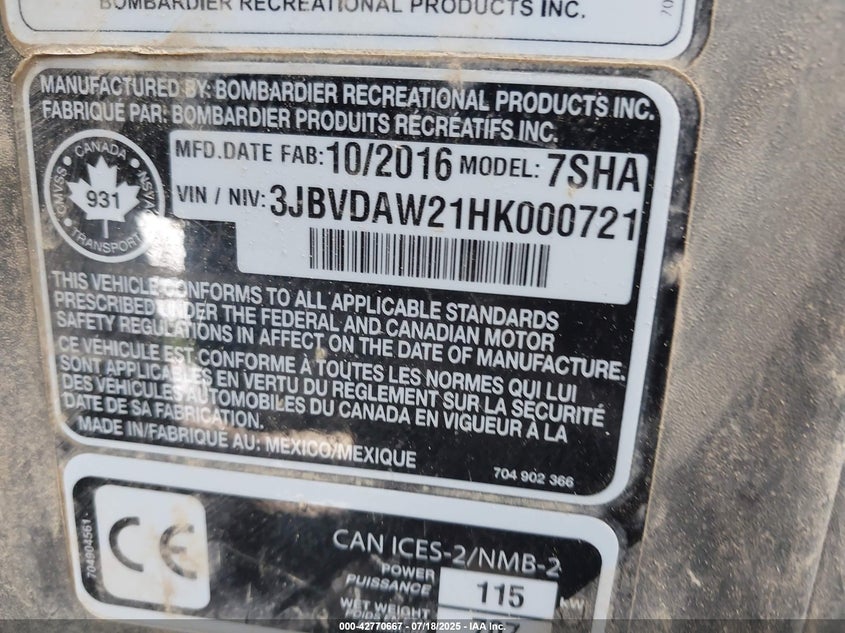 BOMBARDIER RECREATIONAL PRODUCTS INC.
MANUFACTURED BY: BOMBARDIER RECREATIONAL PRODUCTS INC.
FABRIQUE PAR: BOMBARDIER PRODUITS RÉCRÉATIFS INC.
CANADA
CMVSS 931 NSVAC
TRANSPORT
MFD.DATE FAB: 10/2016 MODEL: 7SHA
VIN / NIV: 3JBVDAW21HK000721
THIS VEHICLE CONFORMS TO ALL APPLICABLE STANDARDS
PRESCRIBED UNDER THE FEDERAL AND CANADIAN MOTOR
SAFETY REGULATIONS IN AFFECT ON THE DATE OF MANUFACTURE.
CE VÉHICULE EST CONFORME À TOUTES LES NORMES QUI LUI
SONT APPLICABLES EN VERTU DU RÈGLEMENT SUR LA SÉCURITÉ
DES VÉHICULES AUTOMOBILES DU CANADA EN VIGUEUR À LA
DATE DE SA FABRICATION.
MADE IN/FABRIQUE AU: MEXICO/MEXIQUE
704 902 366
704904561
CE
CAN ICES-2/NMB-2
POWER
PUISSANCE
115 kw
WET WEIGHT
000-42770667 - 07/18/2025 - IAA Inc.